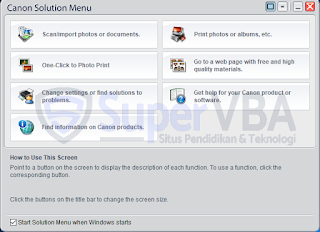 Canon Solution Menu
Scan/import photos or documents.
Print photos or albums, etc.
One-Click to Photo Print
Go to a web page with free and high
quality materials.
Change settings or find solutions to
problems.
Get help for your Canon product or
software.
Find information on Canon products.
Super VBA
Situs Pendidikan & Teknologi
How to Use This Screen
Point to a button on the screen to display the description of each function. To use a function, click the
corresponding button.
Click the buttons on the title bar to change the screen size.
Start Solution Menu when Windows starts